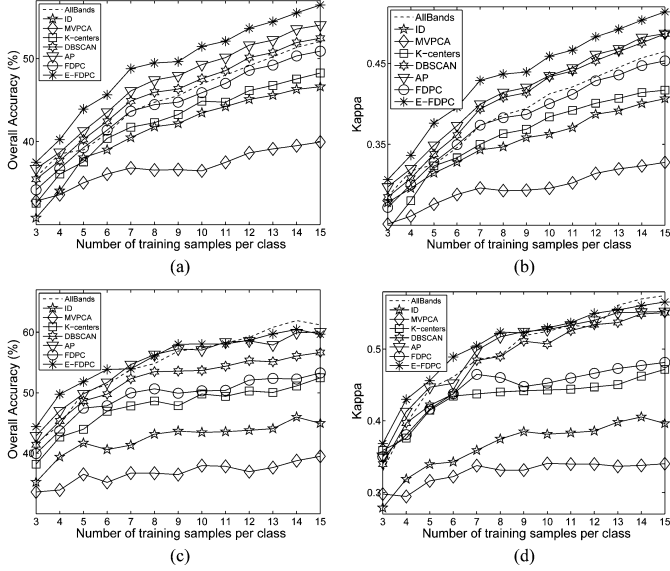 AllBands
ID
MVPCA
K-centers
DBSCAN
AP
FDPC
E-FDPC
Overall Accuracy (%)
50
40
30
3 4 5 6 7 8 9 10 11 12 13 14 15
Number of training samples per class
(a)
AllBands
ID
MVPCA
K-centers
DBSCAN
AP
FDPC
E-FDPC
Kappa
0.45
0.35
3 4 5 6 7 8 9 10 11 12 13 14 15
Number of training samples per class
(b)
AllBands
ID
MVPCA
K-centers
DBSCAN
AP
FDPC
E-FDPC
Overall Accuracy (%)
60
50
40
3 4 5 6 7 8 9 10 11 12 13 14 15
Number of training samples per class
(c)
AllBands
ID
MVPCA
K-centers
DBSCAN
AP
FDPC
E-FDPC
Kappa
0.5
0.4
0.2
3 4 5 6 7 8 9 10 11 12 13 14 15
Number of training samples per class
(d)